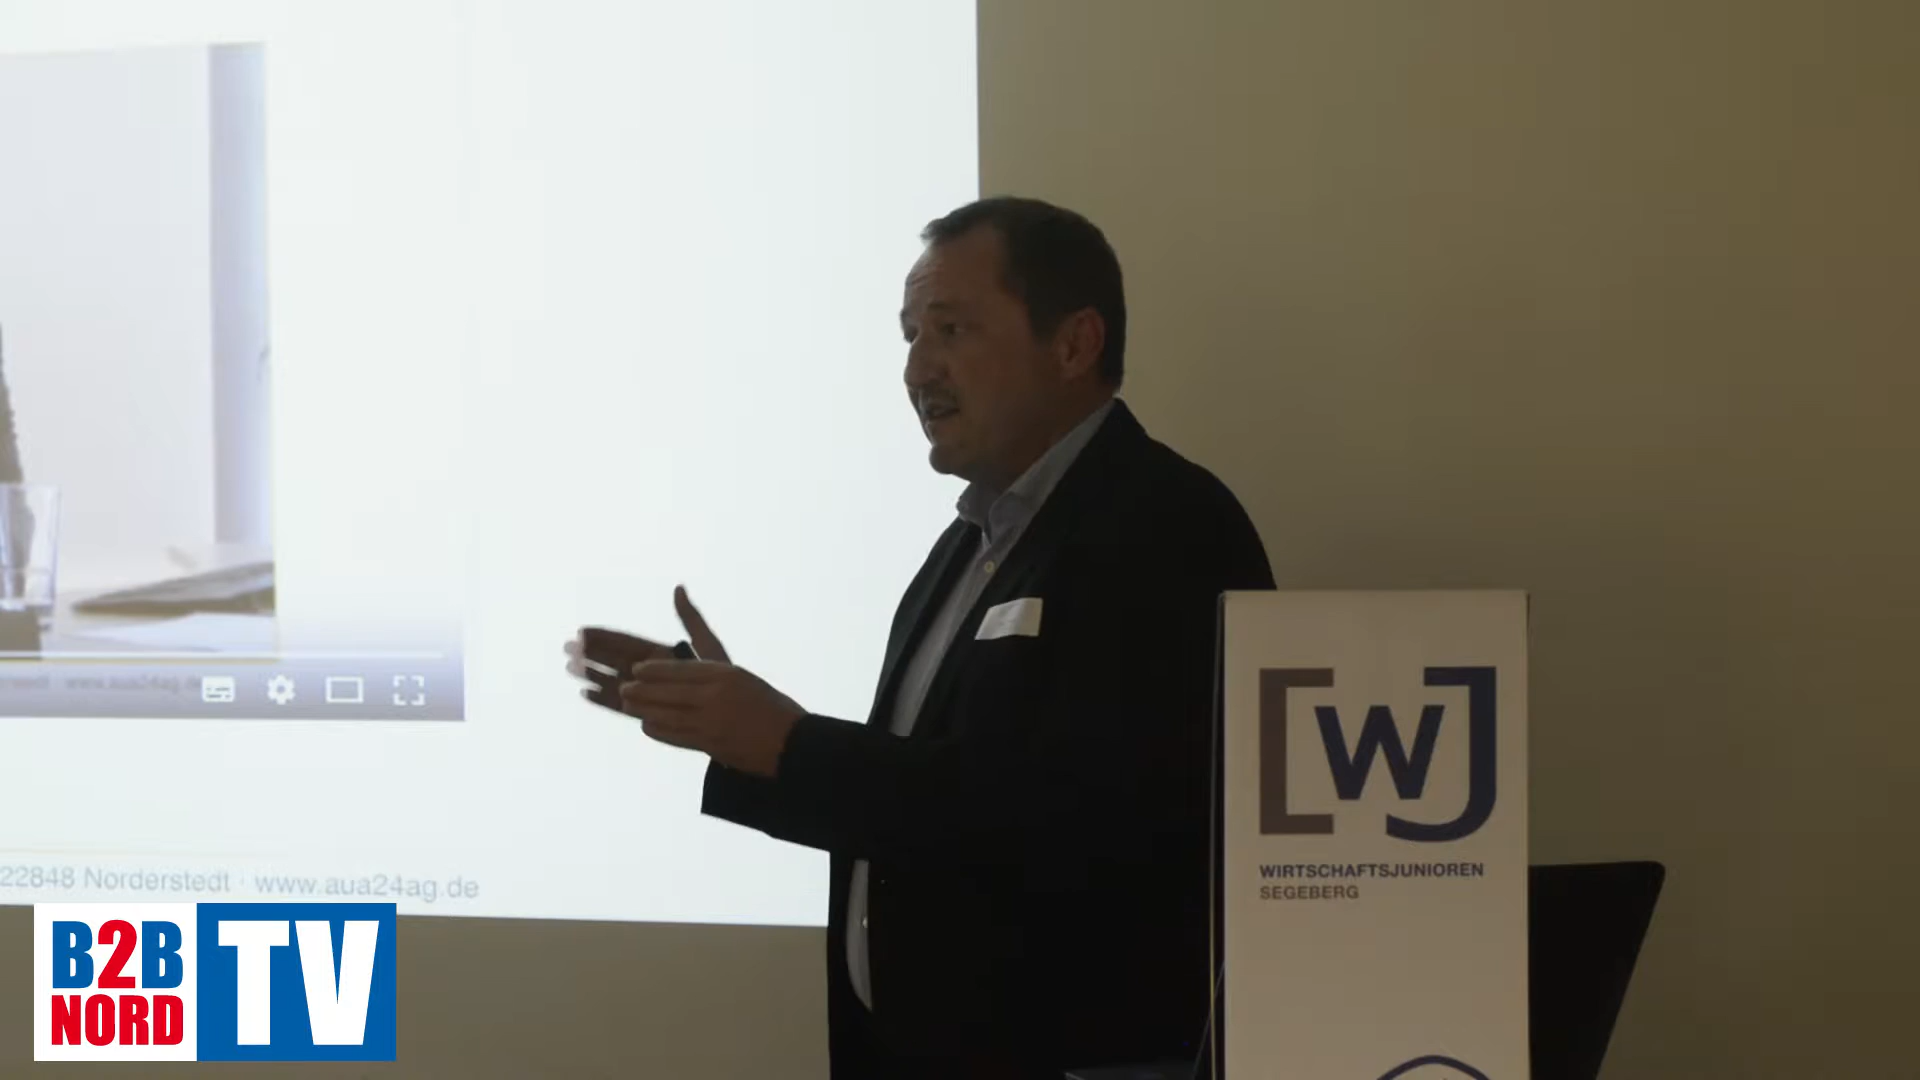 22848 Norderstedt · www.aua24ag.de
B2B
NORD
TV
[WJ
WIRTSCHAFTSJUNIOREN
SEGEBERG